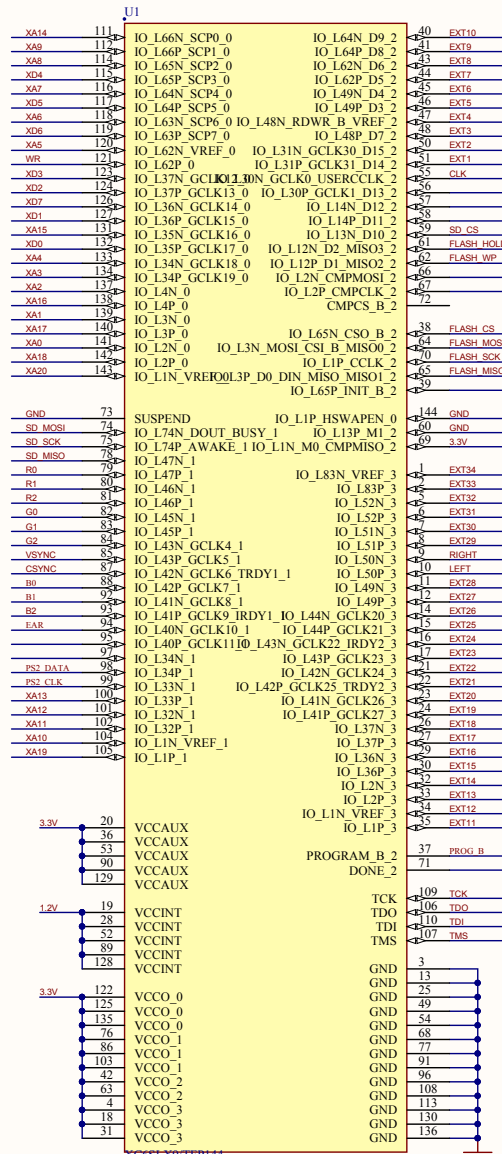 U1
XA14 111 IO_L66N_SCP0_0 IO_L64N_D9_2 40 EXT10
XA9 112 IO_L66P_SCP1_0 IO_L64P_D8_2 41 EXT9
XA8 114 IO_L65N_SCP2_0 IO_L62N_D6_2 43 EXT8
XD4 115 IO_L65P_SCP3_0 IO_L62P_D5_2 44 EXT7
XA7 116 IO_L64N_SCP4_0 IO_L49N_D4_2 45 EXT6
XD5 117 IO_L64P_SCP5_0 IO_L49P_D3_2 46 EXT5
XA6 118 IO_L63N_SCP6_0 IO_L48N_RDWR_B_VREF_2 47 EXT4
XD6 119 IO_L63P_SCP7_0 IO_L48P_D7_2 48 EXT3
XA5 120 IO_L62N_VREF_0 IO_L31N_GCLK30_D15_2 50 EXT2
WR 121 IO_L62P_0 IO_L31P_GCLK31_D14_2 51 EXT1
XD3 123 IO_L37N_GCLK12_0 IO_L30N_GCLK0_USERCCLK_2 55 CLK
XD2 124 IO_L37P_GCLK13_0 IO_L30P_GCLK1_D13_2 56
XD7 126 IO_L36N_GCLK14_0 IO_L14N_D12_2 57
XD1 127 IO_L36P_GCLK15_0 IO_L14P_D11_2 58
XA15 131 IO_L35N_GCLK16_0 IO_L13N_D10_2 59 SD_CS
XD0 132 IO_L35P_GCLK17_0 IO_L12N_D2_MISO3_2 61 FLASH_HOL
XA4 133 IO_L34N_GCLK18_0 IO_L12P_D1_MISO2_2 62 FLASH_WP
XA3 134 IO_L34P_GCLK19_0 IO_L2N_CMPMOSI_2 66
XA2 137 IO_L4N_0 IO_L2P_CMPCLK_2 67
XA16 138 IO_L4P_0 CMPCS_B_2 72
XA1 139 IO_L3N_0
XA17 140 IO_L3P_0 IO_L65N_CSO_B_2 38 FLASH_CS
XA0 141 IO_L2N_0 IO_L3N_MOSI_CSI_B_MISO0_2 64 FLASH_MOS
XA18 142 IO_L2P_0 IO_L1P_CCLK_2 70 FLASH_SCK
XA20 143 IO_L1N_VREF_0 IO_L3P_D0_DIN_MISO_MISO1_2 65 FLASH_MISO
IO_L65P_INIT_B_2 39
GND 73 SUSPEND IO_L1P_HSWAPEN_0 144 GND
SD_MOSI 74 IO_L74N_DOUT_BUSY_1 IO_L13P_M1_2 60 GND
SD_SCK 75 IO_L74P_AWAKE_1 IO_L1N_M0_CMPMISO_2 69 3.3V
SD_MISO 78 IO_L47N_1
R0 79 IO_L47P_1 IO_L83N_VREF_3 1 EXT34
R1 80 IO_L46N_1 IO_L83P_3 2 EXT33
R2 81 IO_L46P_1 IO_L52N_3 5 EXT32
G0 82 IO_L45N_1 IO_L52P_3 6 EXT31
G1 83 IO_L45P_1 IO_L51N_3 7 EXT30
G2 84 IO_L43N_GCLK4_1 IO_L51P_3 8 EXT29
VSYNC 85 IO_L43P_GCLK5_1 IO_L50N_3 9 RIGHT
CSYNC 87 IO_L42N_GCLK6_TRDY1_1 IO_L50P_3 10 LEFT
B0 88 IO_L42P_GCLK7_1 IO_L49N_3 11 EXT28
B1 92 IO_L41N_GCLK8_1 IO_L49P_3 12 EXT27
B2 93 IO_L41P_GCLK9_IRDY1_1 IO_L44N_GCLK20_3 14 EXT26
EAR 94 IO_L40N_GCLK10_1 IO_L44P_GCLK21_3 15 EXT25
95 IO_L40P_GCLK11_1 IO_L43N_GCLK22_IRDY2_3 16 EXT24
97 IO_L34N_1 IO_L43P_GCLK23_3 17 EXT23
PS2_DATA 98 IO_L34P_1 IO_L42N_GCLK24_3 21 EXT22
PS2_CLK 99 IO_L33N_1 IO_L42P_GCLK25_TRDY2_3 22 EXT21
XA13 100 IO_L33P_1 IO_L41N_GCLK26_3 23 EXT20
XA12 101 IO_L32N_1 IO_L41P_GCLK27_3 24 EXT19
XA11 102 IO_L32P_1 IO_L37N_3 26 EXT18
XA10 104 IO_L1N_VREF_1 IO_L37P_3 27 EXT17
XA19 105 IO_L1P_1 IO_L36N_3 29 EXT16
IO_L36P_3 30 EXT15
IO_L2N_3 32 EXT14
IO_L2P_3 33 EXT13
IO_L1N_VREF_3 34 EXT12
3.3V 20 VCCAUX IO_L1P_3 35 EXT11
36 VCCAUX
53 VCCAUX PROGRAM_B_2 37 PROG_B
90 VCCAUX DONE_2 71
129 VCCAUX
TCK 109 TCK
1.2V 19 VCCINT TDO 106 TDO
28 VCCINT TDI 110 TDI
52 VCCINT TMS 107 TMS
89 VCCINT
128 VCCINT GND 3
GND 13
3.3V 122 VCCO_0 GND 25
125 VCCO_0 GND 49
135 VCCO_0 GND 54
76 VCCO_1 GND 68
86 VCCO_1 GND 77
103 VCCO_1 GND 91
42 VCCO_2 GND 96
63 VCCO_2 GND 108
4 VCCO_3 GND 113
18 VCCO_3 GND 130
31 VCCO_3 GND 136